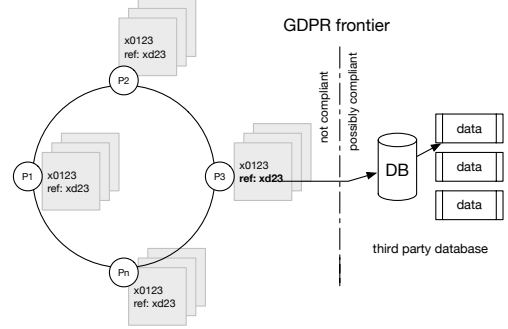 GDPR frontier
x0123
ref: xd23
P2
not compliant
possibly compliant
x0123
ref: xd23
P1
x0123
ref: xd23
P3
DB
data
data
data
third party database
Pn
x0123
ref: xd23